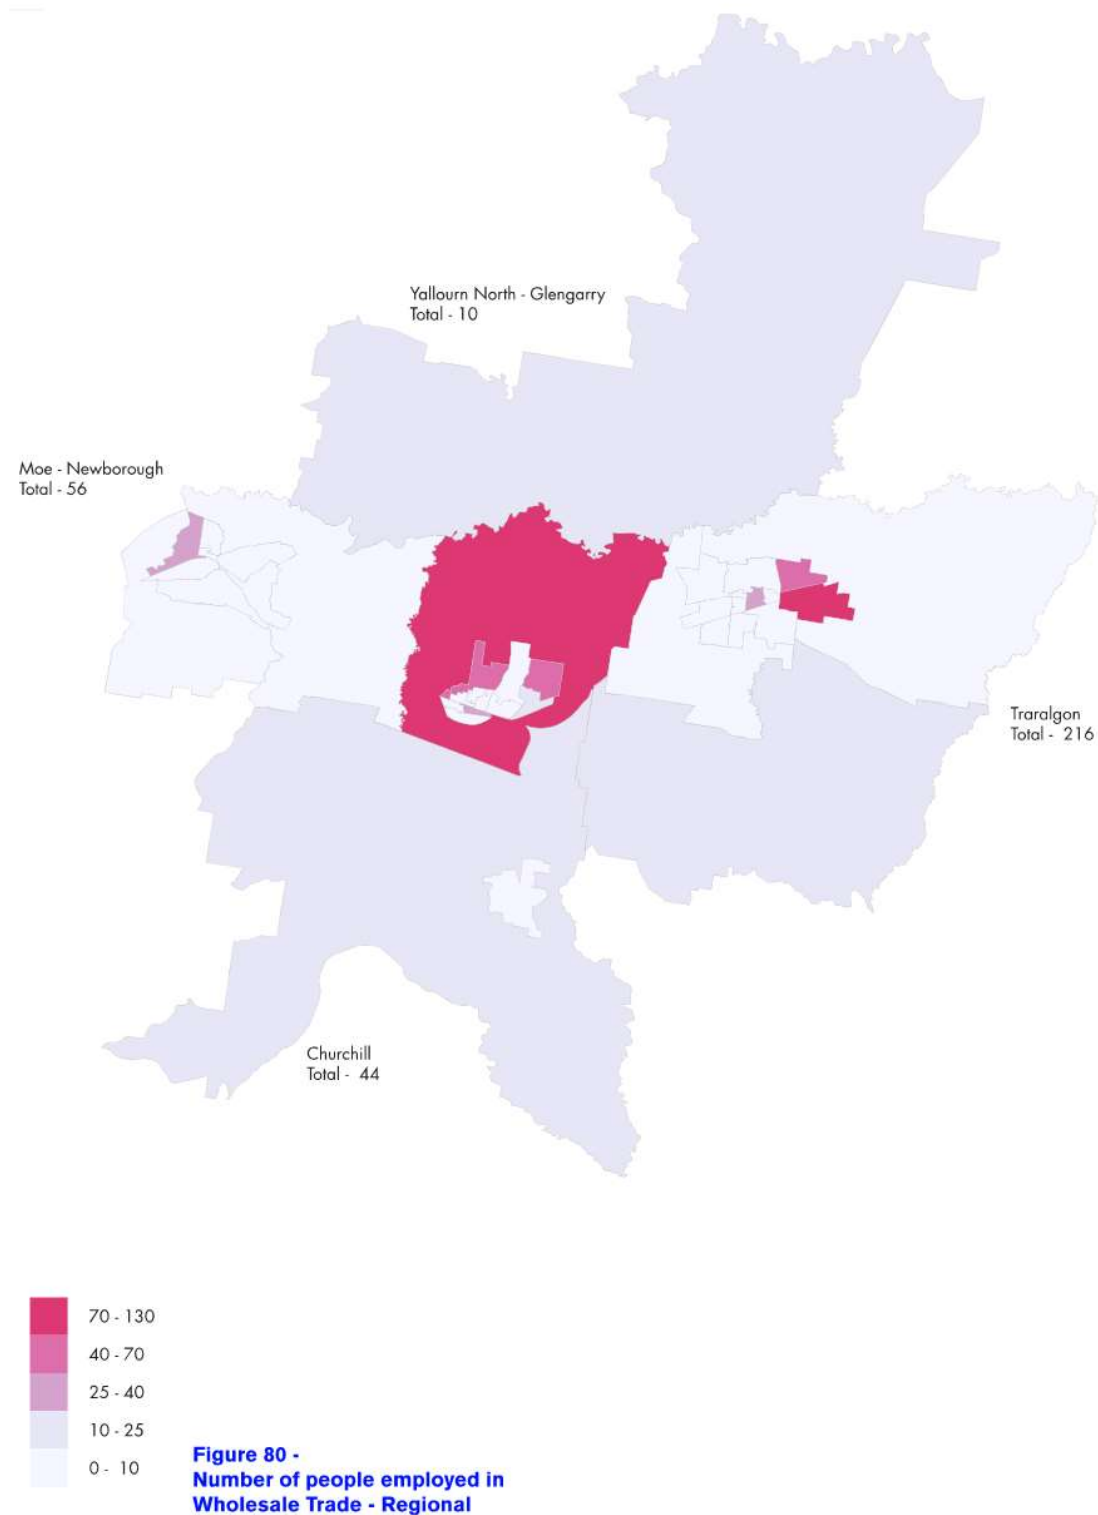 Yallourn North - Glengarry
Total - 10
Moe - Newborough
Total - 56
Traralgon
Total - 216
Churchill
Total - 44
70 - 130
40 - 70
25 - 40
10 - 25
0 - 10
Figure 80 -
Number of people employed in
Wholesale Trade - Regional